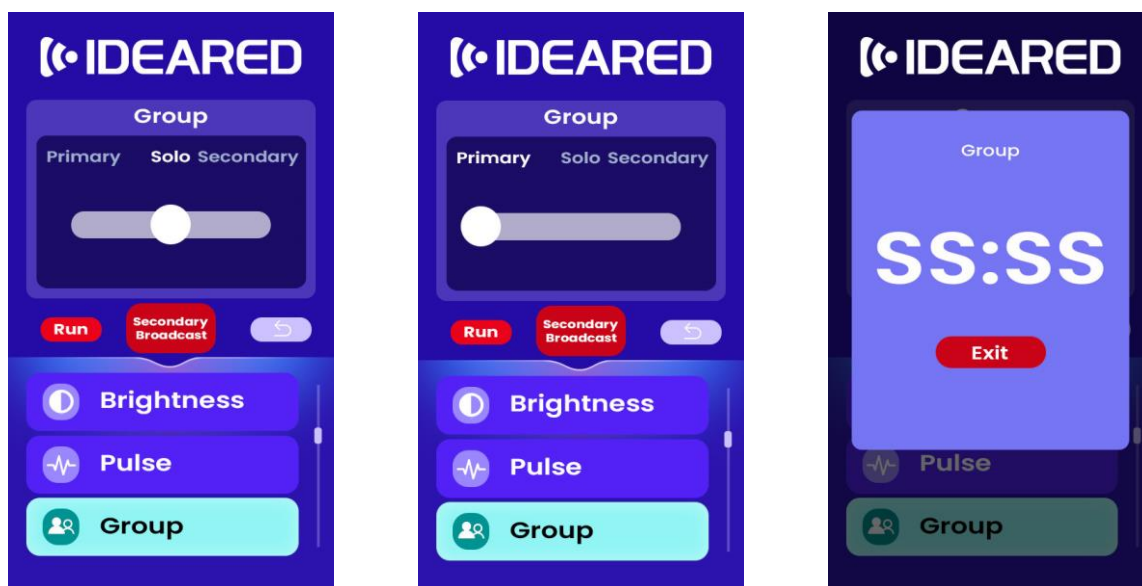 IDEARED
Group
Primary Solo Secondary
Run
Secondary
Broadcast
Brightness
Pulse
Group
IDEARED
Group
Primary Solo Secondary
Run
Secondary
Broadcast
Brightness
Pulse
Group
IDEARED
Group
SS:SS
Exit
Pulse
Group